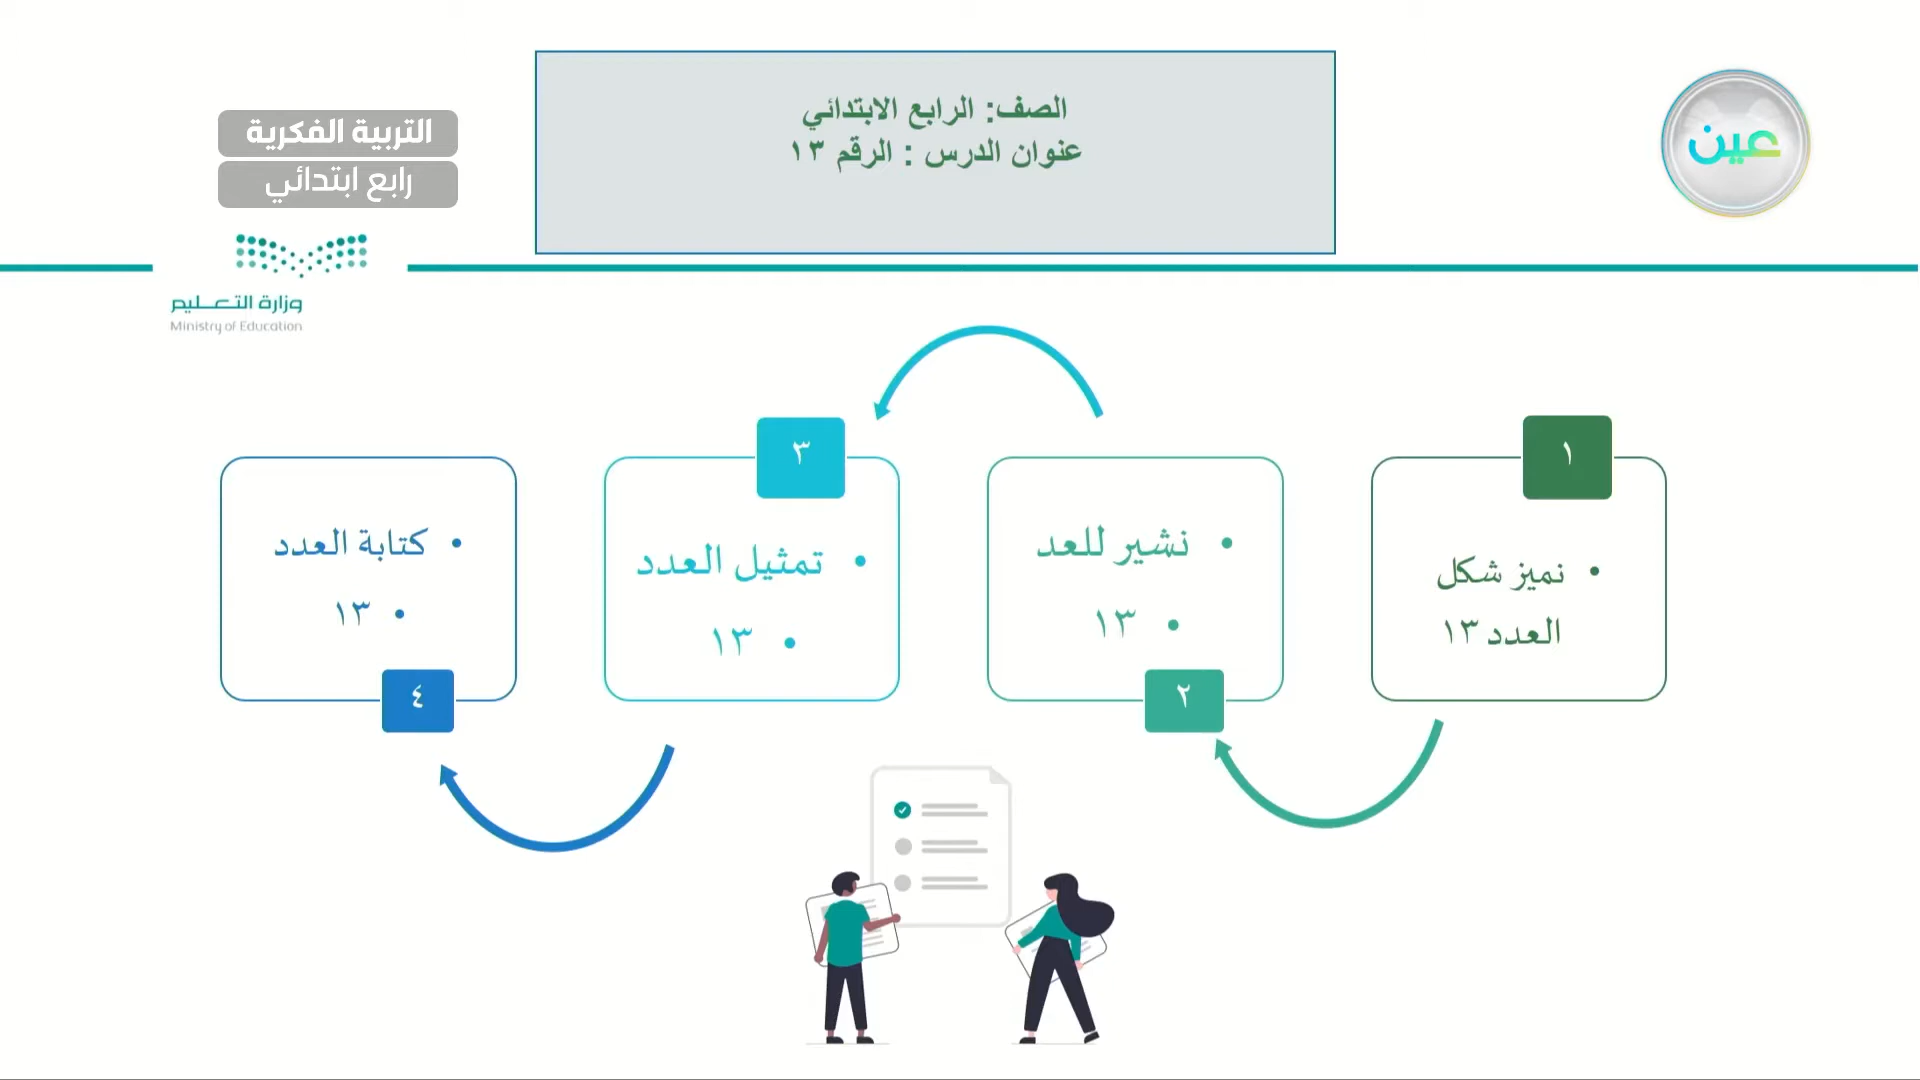 الصف: الرابع الابتدائي
عنوان الدرس : الرقم ١٣
عين
التربية الفكرية
رابع ابتدائي
وزارة التعليم
Ministry of Education
١
• نميز شكل
العدد ١٣
• نشير للعد
• ١٣
٢
٣
• تمثيل العدد
• ١٣
• كتابة العدد
• ١٣
٤